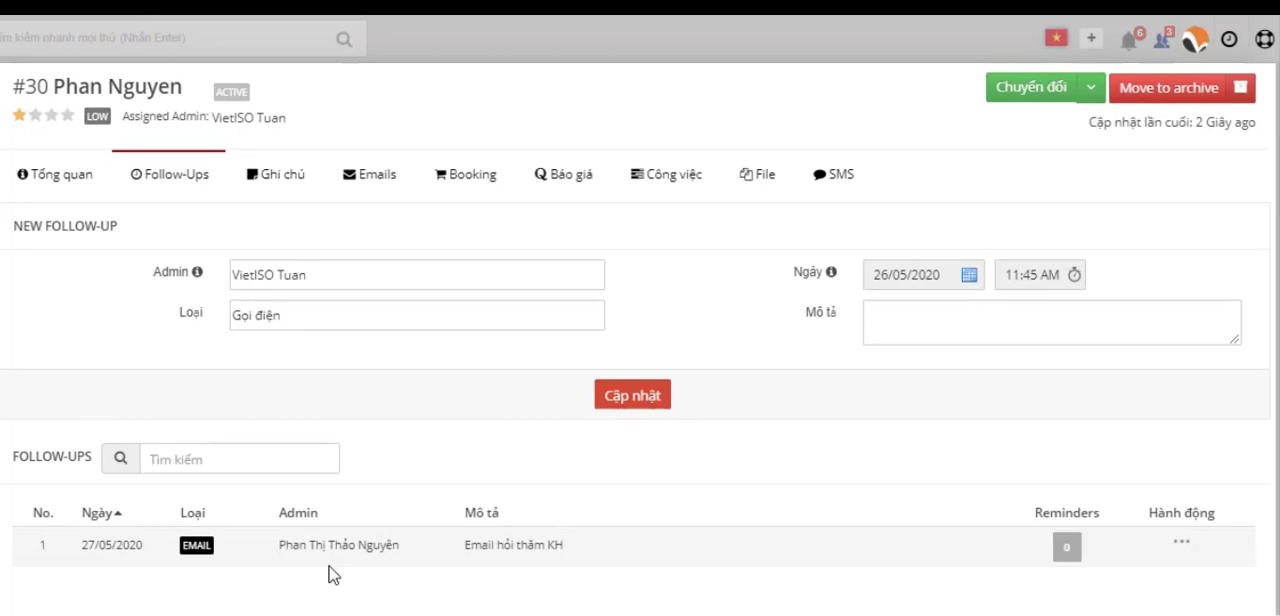 ìm kiếm nhanh mọi thứ (Nhấn Enter)
+ 6 3
#30 Phan Nguyen ACTIVE
Chuyển đổi Move to archive
LOW Assigned Admin: VietISO Tuan
Cập nhật lần cuối: 2 Giây ago
Tổng quan Follow-Ups Ghi chú Emails Booking Báo giá Công việc File SMS
NEW FOLLOW-UP
Admin VietISO Tuan Ngày 26/05/2020 11:45 AM
Loại Gọi điện Mô tả
Cập nhật
FOLLOW-UPS Tìm kiếm
No. Ngày Loại Admin Mô tả Reminders Hành động
1 27/05/2020 EMAIL Phan Thị Thảo Nguyên Email hỏi thăm KH 0 ...